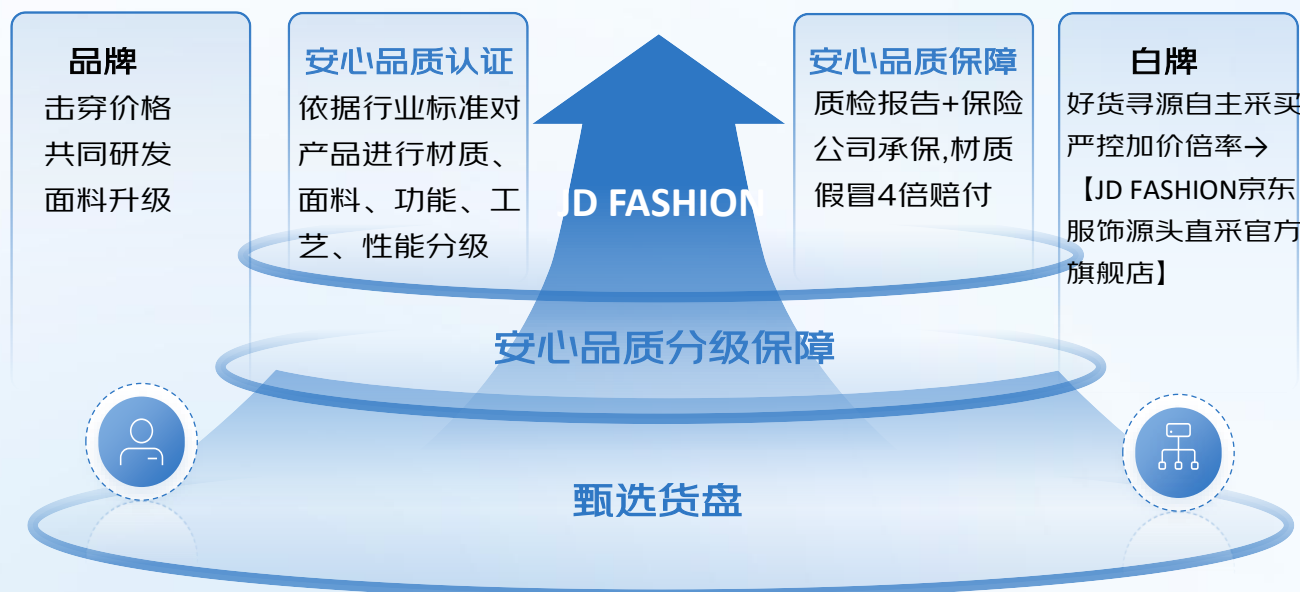 品牌
击穿价格
共同研发
面料升级
安心品质认证
依据行业标准对
产品进行材质、
面料、功能、工
艺、性能分级
JD FASHION
安心品质保障
质检报告+保险
公司承保,材质
假冒4倍赔付
白牌
好货寻源自主采买
严控加价倍率→
【JD FASHION京东
服饰源头直采官方
旗舰店】
安心品质分级保障
甄选货盘